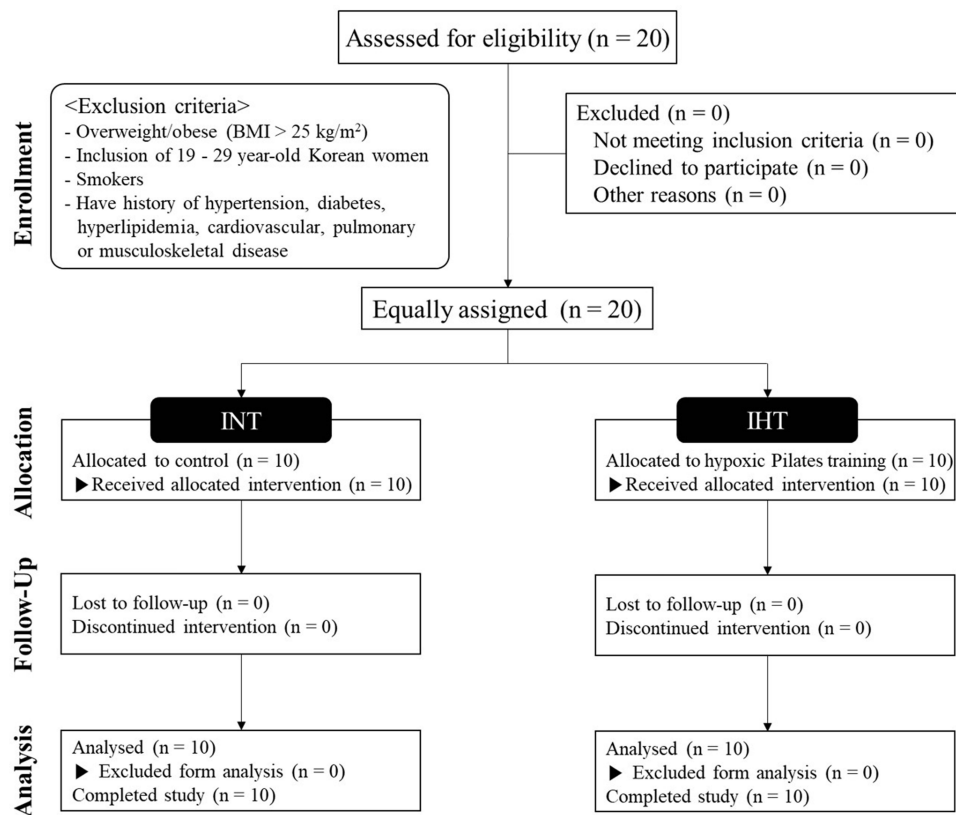 Assessed for eligibility (n = 20)
Enrollment
<Exclusion criteria>
- Overweight/obese (BMI > 25 kg/m²)
- Inclusion of 19 - 29 year-old Korean women
- Smokers
- Have history of hypertension, diabetes,
hyperlipidemia, cardiovascular, pulmonary
or musculoskeletal disease
Excluded (n = 0)
Not meeting inclusion criteria (n = 0)
Declined to participate (n = 0)
Other reasons (n = 0)
Equally assigned (n = 20)
Allocation
INT
Allocated to control (n = 10)
▶Received allocated intervention (n = 10)
IHT
Allocated to hypoxic Pilates training (n = 10)
▶Received allocated intervention (n = 10)
Follow-Up
Lost to follow-up (n = 0)
Discontinued intervention (n = 0)
Lost to follow-up (n = 0)
Discontinued intervention (n = 0)
Analysis
Analysed (n = 10)
▶ Excluded form analysis (n = 0)
Completed study (n = 10)
Analysed (n = 10)
▶ Excluded form analysis (n = 0)
Completed study (n = 10)